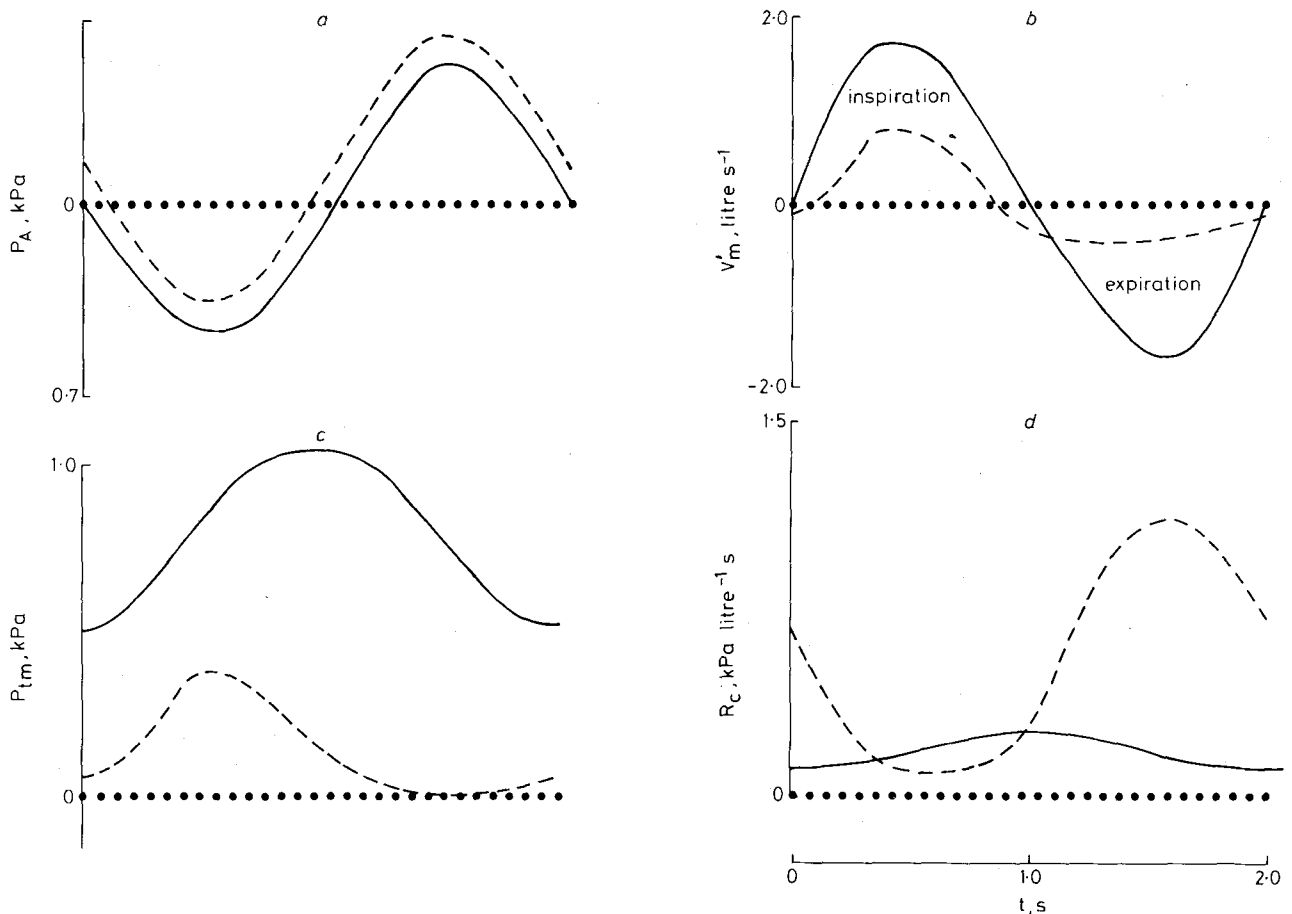 a
0
P_A, kPa
0·7
b
2·0
inspiration
0
V'm, litre s⁻¹
expiration
-2·0
c
1·0
P_tm, kPa
0
d
1·5
R_c, kPa litre⁻¹ s
0
0 1·0 2·0
t, s